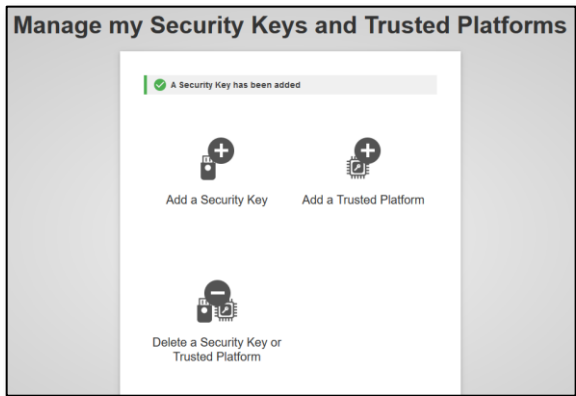 Manage my Security Keys and Trusted Platforms
A Security Key has been added
Add a Security Key
Add a Trusted Platform
Delete a Security Key or
Trusted Platform